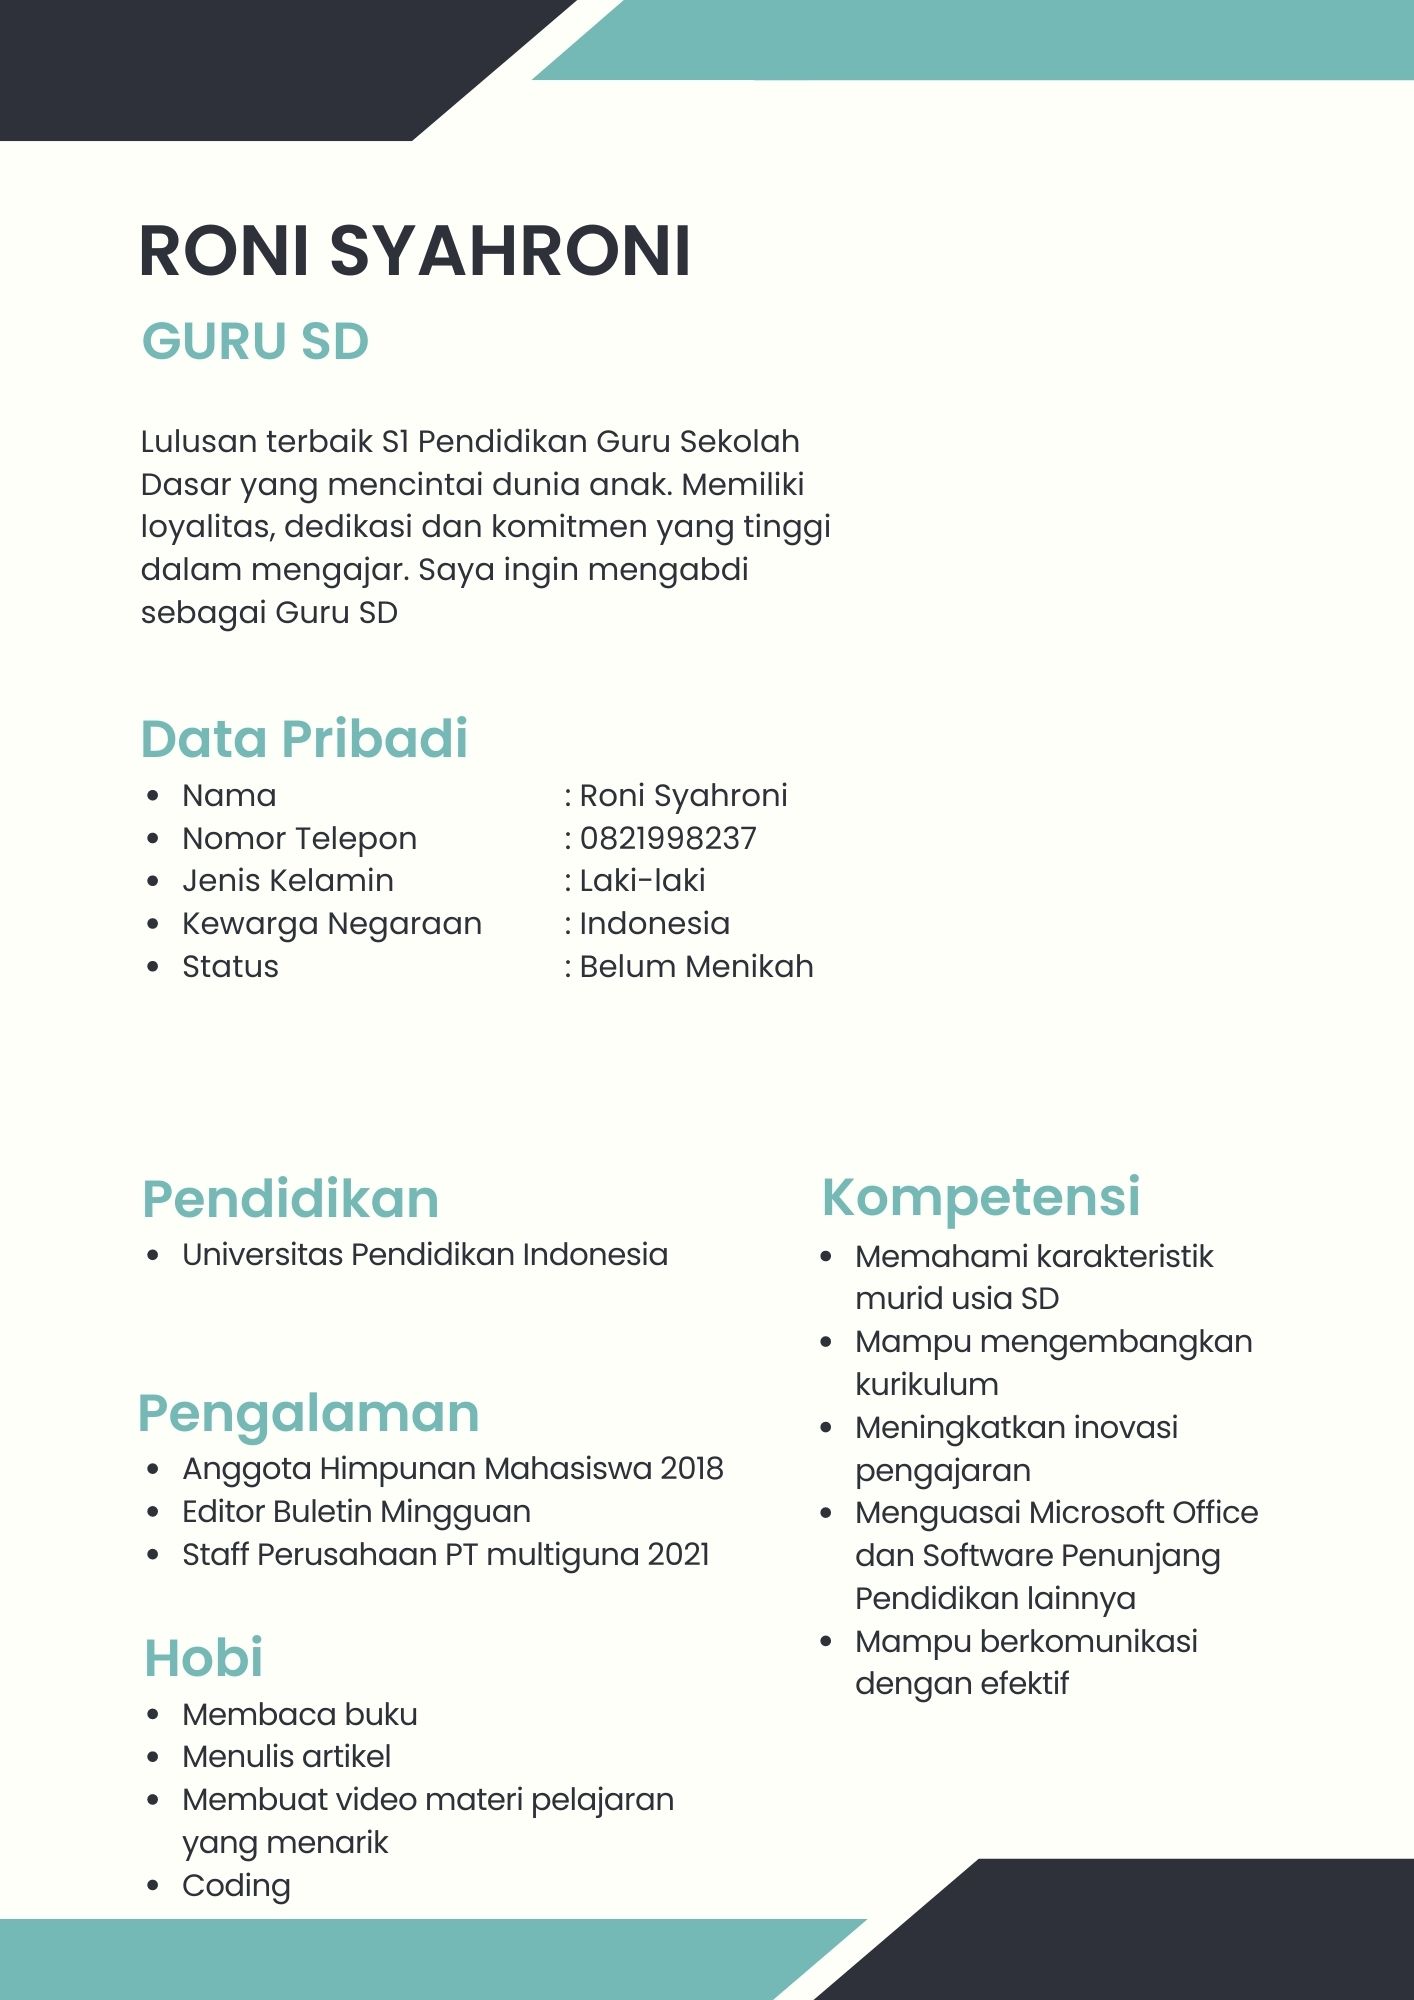 RONI SYAHRONI
GURU SD
Lulusan terbaik S1 Pendidikan Guru Sekolah
Dasar yang mencintai dunia anak. Memiliki
loyalitas, dedikasi dan komitmen yang tinggi
dalam mengajar. Saya ingin mengabdi
sebagai Guru SD
Data Pribadi
• Nama : Roni Syahroni
• Nomor Telepon : 0821998237
• Jenis Kelamin : Laki-laki
• Kewarga Negaraan : Indonesia
• Status : Belum Menikah
Pendidikan
• Universitas Pendidikan Indonesia
Pengalaman
• Anggota Himpunan Mahasiswa 2018
• Editor Buletin Mingguan
• Staff Perusahaan PT multiguna 2021
Hobi
• Membaca buku
• Menulis artikel
• Membuat video materi pelajaran
yang menarik
• Coding
Kompetensi
• Memahami karakteristik
murid usia SD
• Mampu mengembangkan
kurikulum
• Meningkatkan inovasi
pengajaran
• Menguasai Microsoft Office
dan Software Penunjang
Pendidikan lainnya
• Mampu berkomunikasi
dengan efektif